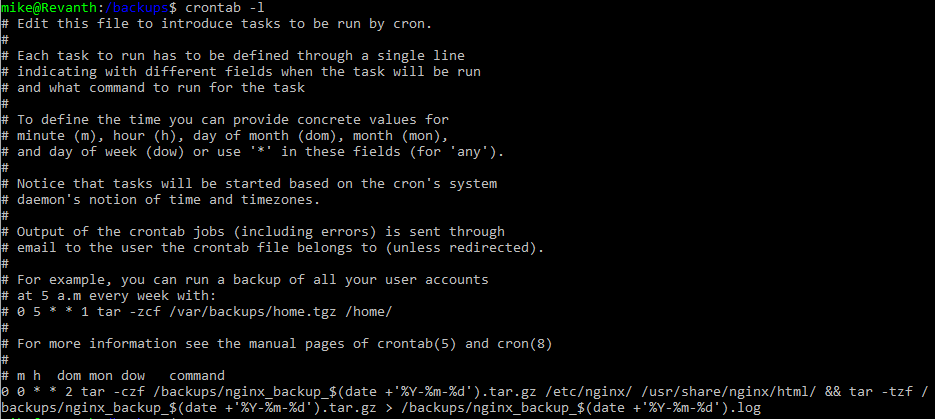 mike@Revanth:/backups$ crontab -l
# Edit this file to introduce tasks to be run by cron.
#
# Each task to run has to be defined through a single line
# indicating with different fields when the task will be run
# and what command to run for the task
#
# To define the time you can provide concrete values for
# minute (m), hour (h), day of month (dom), month (mon),
# and day of week (dow) or use '*' in these fields (for 'any').
#
# Notice that tasks will be started based on the cron's system
# daemon's notion of time and timezones.
#
# Output of the crontab jobs (including errors) is sent through
# email to the user the crontab file belongs to (unless redirected).
#
# For example, you can run a backup of all your user accounts
# at 5 a.m every week with:
# 0 5 * * 1 tar -zcf /var/backups/home.tgz /home/
#
# For more information see the manual pages of crontab(5) and cron(8)
#
# m h  dom mon dow   command
0 0 * * 2 tar -czf /backups/nginx_backup_$(date +'%Y-%m-%d').tar.gz /etc/nginx/ /usr/share/nginx/html/ && tar -tzf /
backups/nginx_backup_$(date +'%Y-%m-%d').tar.gz > /backups/nginx_backup_$(date +'%Y-%m-%d').log